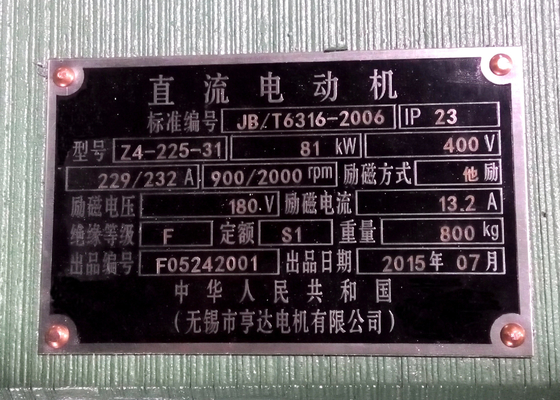 直流电动机
标准编号 JB/T6316-2006 IP 23
型号 Z4-225-31 81 kW 400 V
229/232 A 900/2000 rpm 励磁方式 他励
励磁电压 180 V 励磁电流 13.2 A
绝缘等级 F 定额 S1 重量 800 kg
出品编号 F05242001 出品日期 2015年 07月
中华人民共和国
(无锡市亨达电机有限公司)